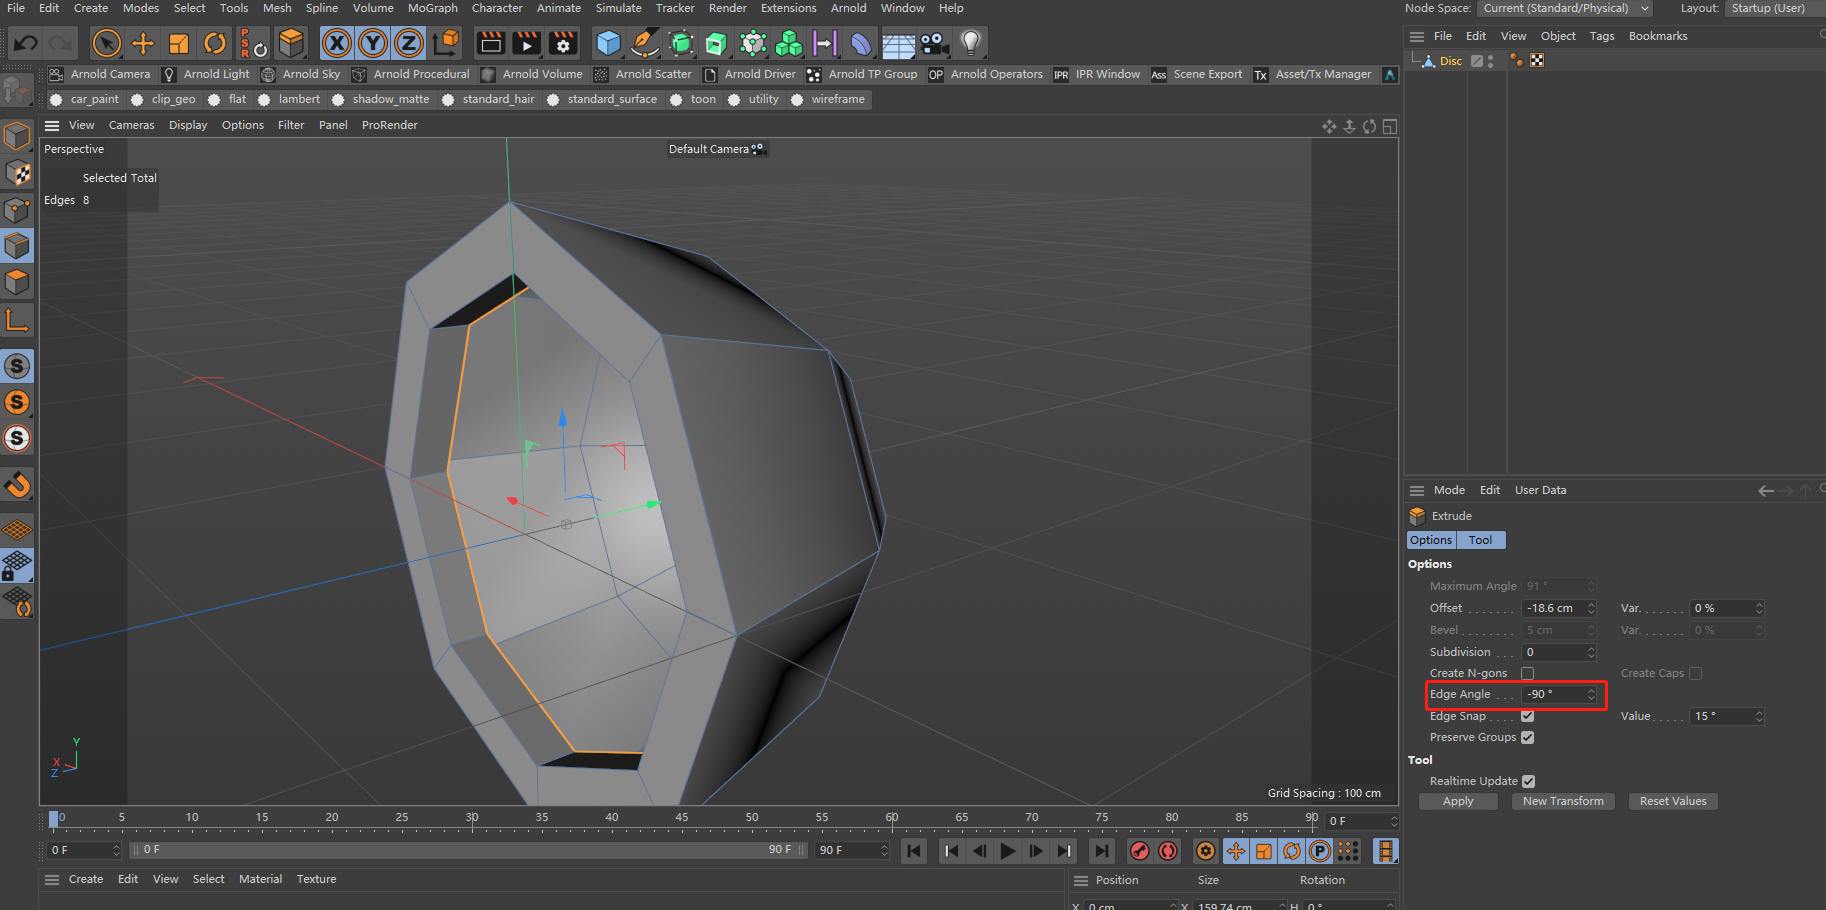 File Edit Create Modes Select Tools Mesh Spline Volume MoGraph Character Animate Simulate Tracker Render Extensions Arnold Window Help Node Space: Current (Standard/Physical) Layout: Startup (User)
PSR X Y Z
File Edit View Object Tags Bookmarks
Disc
Arnold Camera Arnold Light Arnold Sky Arnold Procedural Arnold Volume Arnold Scatter Arnold Driver Arnold TP Group OP Arnold Operators IPR IPR Window Ass Scene Export Tx Asset/Tx Manager
car_paint clip_geo flat lambert shadow_matte standard_hair standard_surface toon utility wireframe
View Cameras Display Options Filter Panel ProRender
Perspective
Default Camera
Selected Total
Edges 8
S
S
S
Y
X
Z
Grid Spacing : 100 cm
Mode Edit User Data
Extrude
Options Tool
Options
Maximum Angle 91 °
Offset . . . . . . . -18.6 cm Var. . . . . . . 0 %
Bevel . . . . . . . 5 cm Var. . . . . . . 0 %
Subdivision . . . 0
Create N-gons Create Caps
Edge Angle . . . -90 °
Edge Snap . . . . Value . . . . . 15 °
Preserve Groups
Tool
Realtime Update
Apply New Transform Reset Values
0 5 10 15 20 25 30 35 40 45 50 55 60 65 70 75 80 85 90 0 F
0 F 0 F 90 F 90 F P
Create Edit View Select Material Texture
Position Size Rotation
X 0 cm X 159.74 cm H 0 °